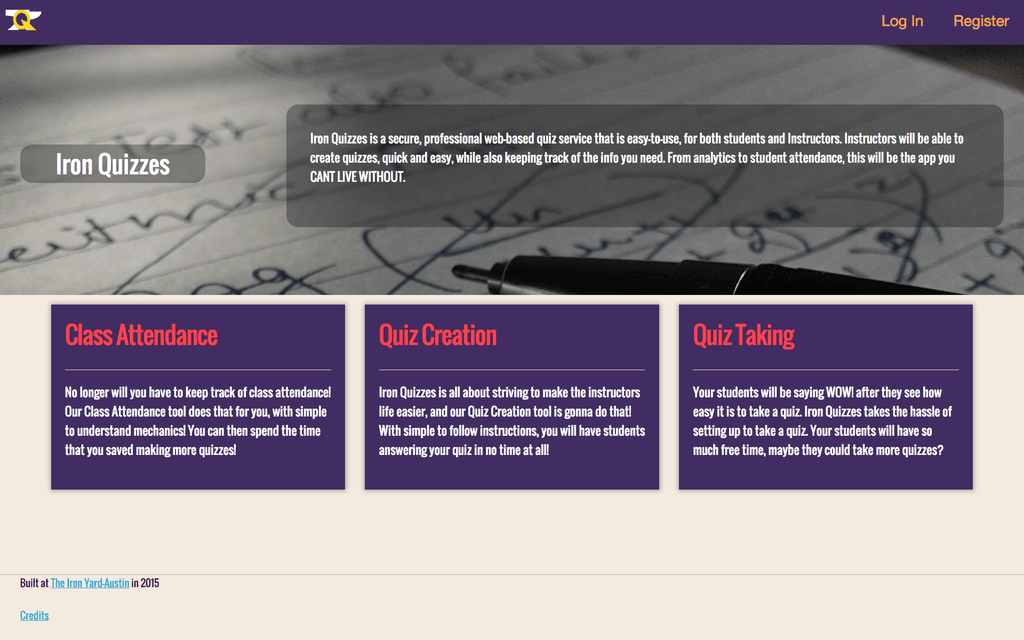 Q
Log In
Register
Iron Quizzes
Iron Quizzes is a secure, professional web-based quiz service that is easy-to-use, for both students and Instructors. Instructors will be able to
create quizzes, quick and easy, while also keeping track of the info you need. From analytics to student attendance, this will be the app you
CANT LIVE WITHOUT.
Class Attendance
No longer will you have to keep track of class attendance!
Our Class Attendance tool does that for you, with simple
to understand mechanics! You can then spend the time
that you saved making more quizzes!
Quiz Creation
Iron Quizzes is all about striving to make the instructors
life easier, and our Quiz Creation tool is gonna do that!
With simple to follow instructions, you will have students
answering your quiz in no time at all!
Quiz Taking
Your students will be saying WOW! after they see how
easy it is to take a quiz. Iron Quizzes takes the hassle of
setting up to take a quiz. Your students will have so
much free time, maybe they could take more quizzes?
Built at The Iron Yard-Austin in 2015
Credits